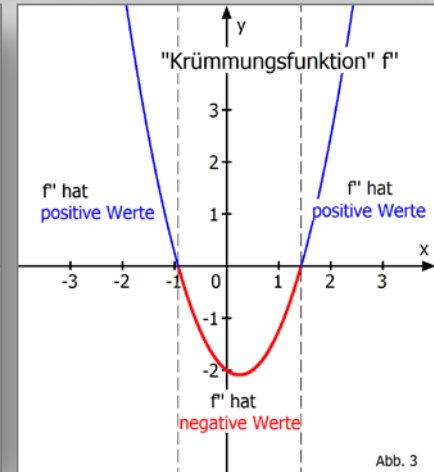 y
"Krümmungsfunktion" f"
3
2
f" hat
positive Werte
f" hat
positive Werte
1
x
-3 -2 -1 0 1 2 3
-1
-2
f" hat
negative Werte
Abb. 3